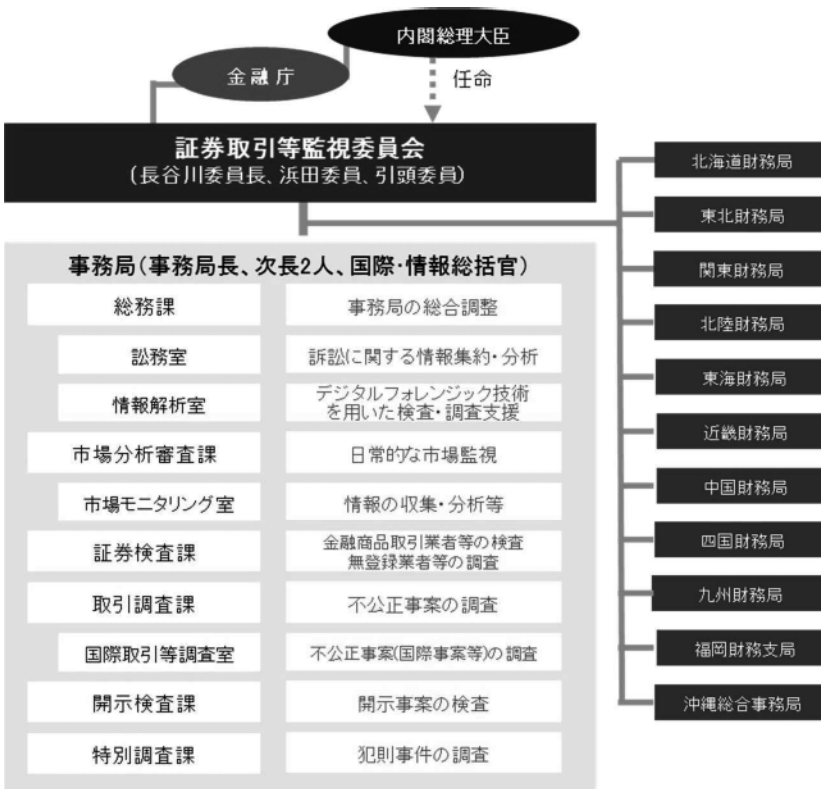 内閣総理大臣
金融庁
任命
証券取引等監視委員会
(長谷川委員長、浜田委員、引頭委員)
事務局(事務局長、次長2人、国際・情報総括官)
総務課
事務局の総合調整
訟務室
訴訟に関する情報集約・分析
情報解析室
デジタルフォレンジック技術
を用いた検査・調査支援
市場分析審査課
日常的な市場監視
市場モニタリング室
情報の収集・分析等
証券検査課
金融商品取引業者等の検査
無登録業者等の調査
取引調査課
不公正事案の調査
国際取引等調査室
不公正事案(国際事案等)の調査
開示検査課
開示事案の検査
特別調査課
犯則事件の調査
北海道財務局
東北財務局
関東財務局
北陸財務局
東海財務局
近畿財務局
中国財務局
四国財務局
九州財務局
福岡財務支局
沖縄総合事務局